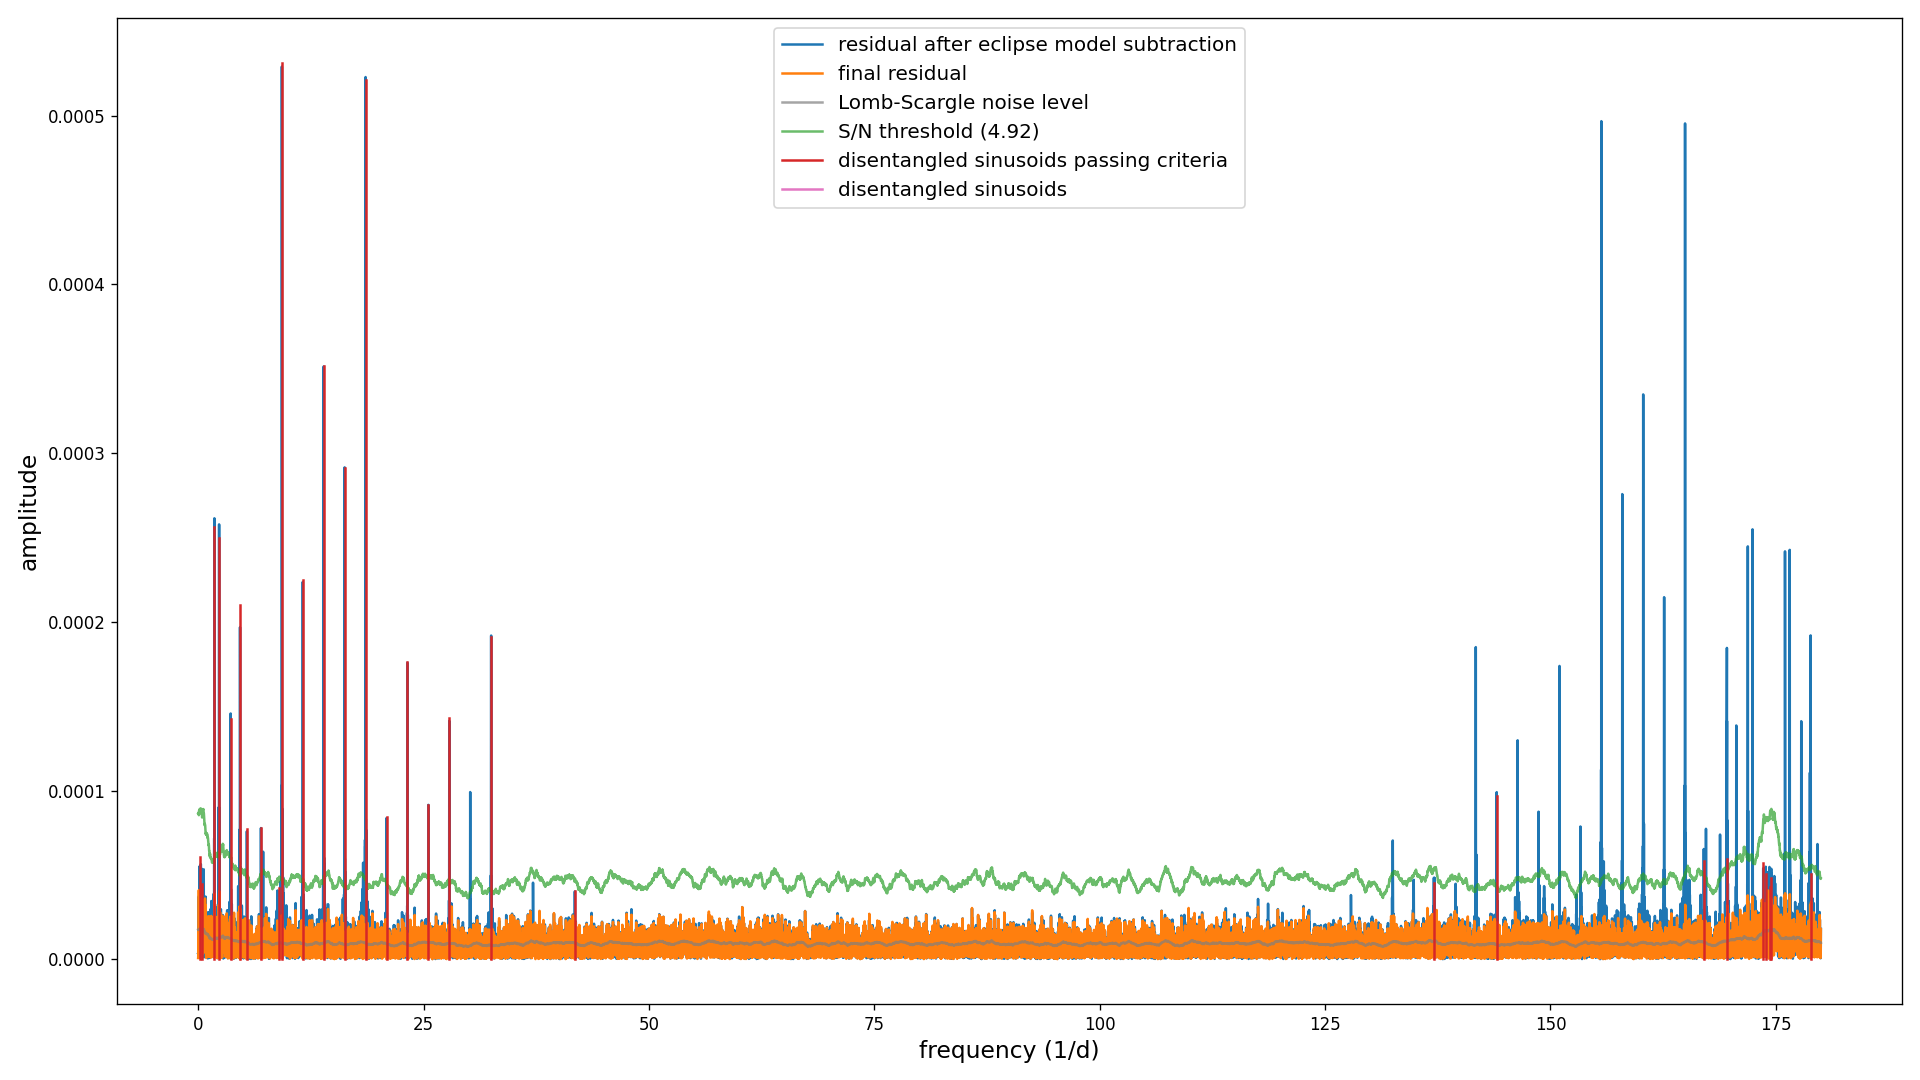 residual after eclipse model subtraction
final residual
Lomb-Scargle noise level
S/N threshold (4.92)
disentangled sinusoids passing criteria
disentangled sinusoids
amplitude
0.0005
0.0004
0.0003
0.0002
0.0001
0.0000
0 25 50 75 100 125 150 175
frequency (1/d)